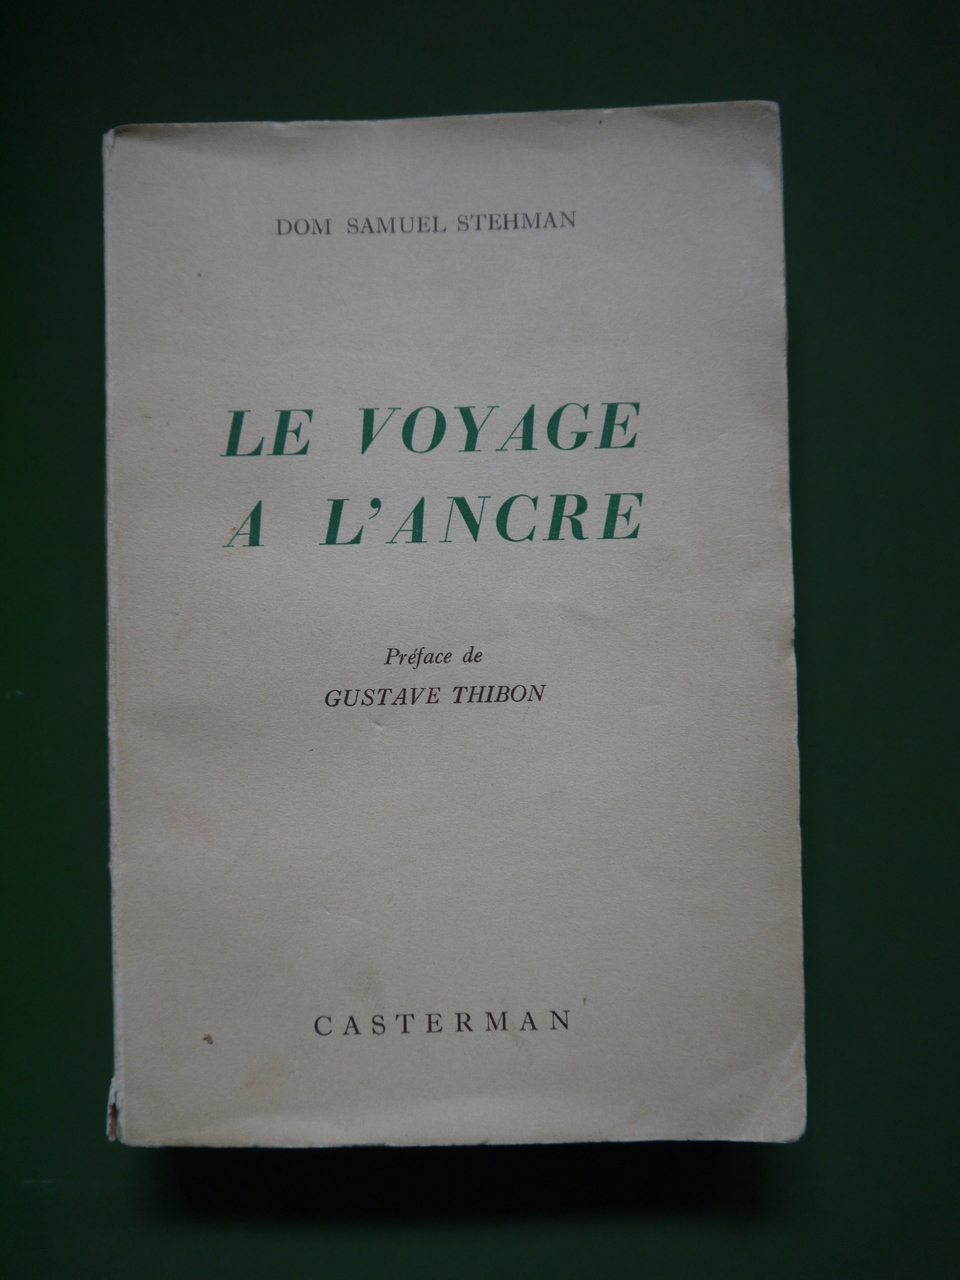 DOM SAMUEL STEHMAN
LE VOYAGE
A L'ANCRE
Préface de
GUSTAVE THIBON
CASTERMAN